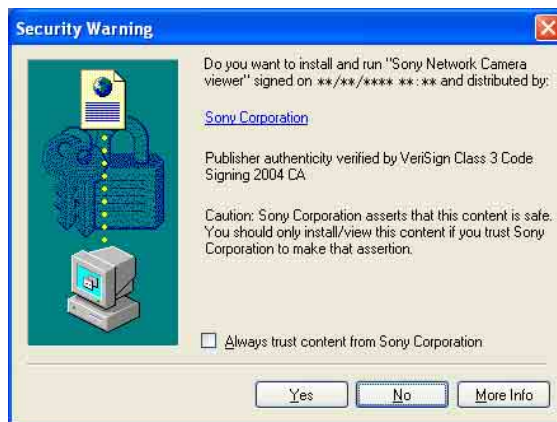 Security Warning
Do you want to install and run "Sony Network Camera
viewer" signed on **/**/**** **:** and distributed by:
Sony Corporation
Publisher authenticity verified by VeriSign Class 3 Code
Signing 2004 CA
Caution: Sony Corporation asserts that this content is safe.
You should only install/view this content if you trust Sony
Corporation to make that assertion.
Always trust content from Sony Corporation
Yes
No
More Info